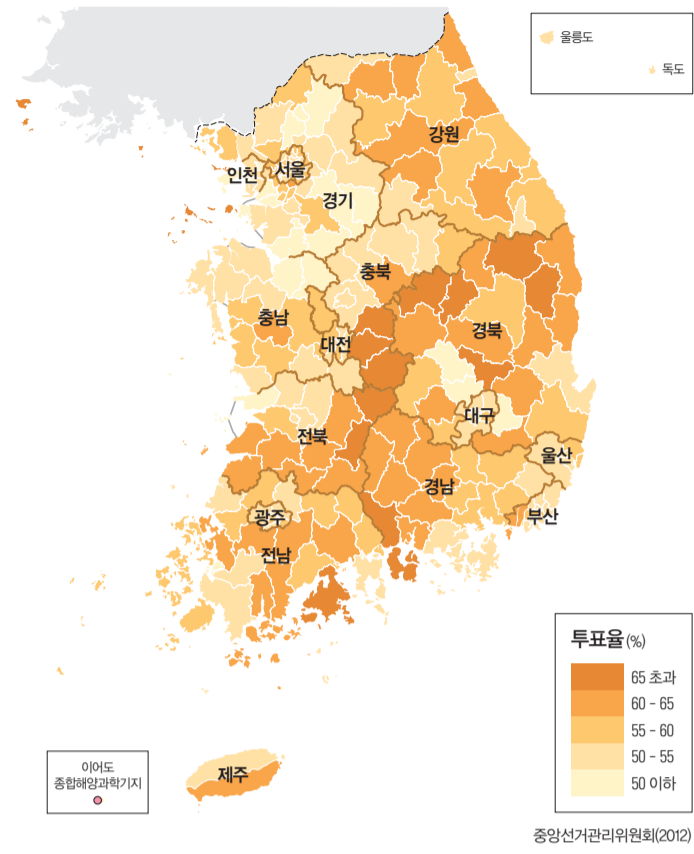 울릉도
독도
강원
인천
서울
경기
충북
충남
경북
대전
대구
전북
울산
경남
광주
부산
전남
제주
이어도
종합해양과학기지
투표율 (%)
65 초과
60 - 65
55 - 60
50 - 55
50 이하
중앙선거관리위원회(2012)